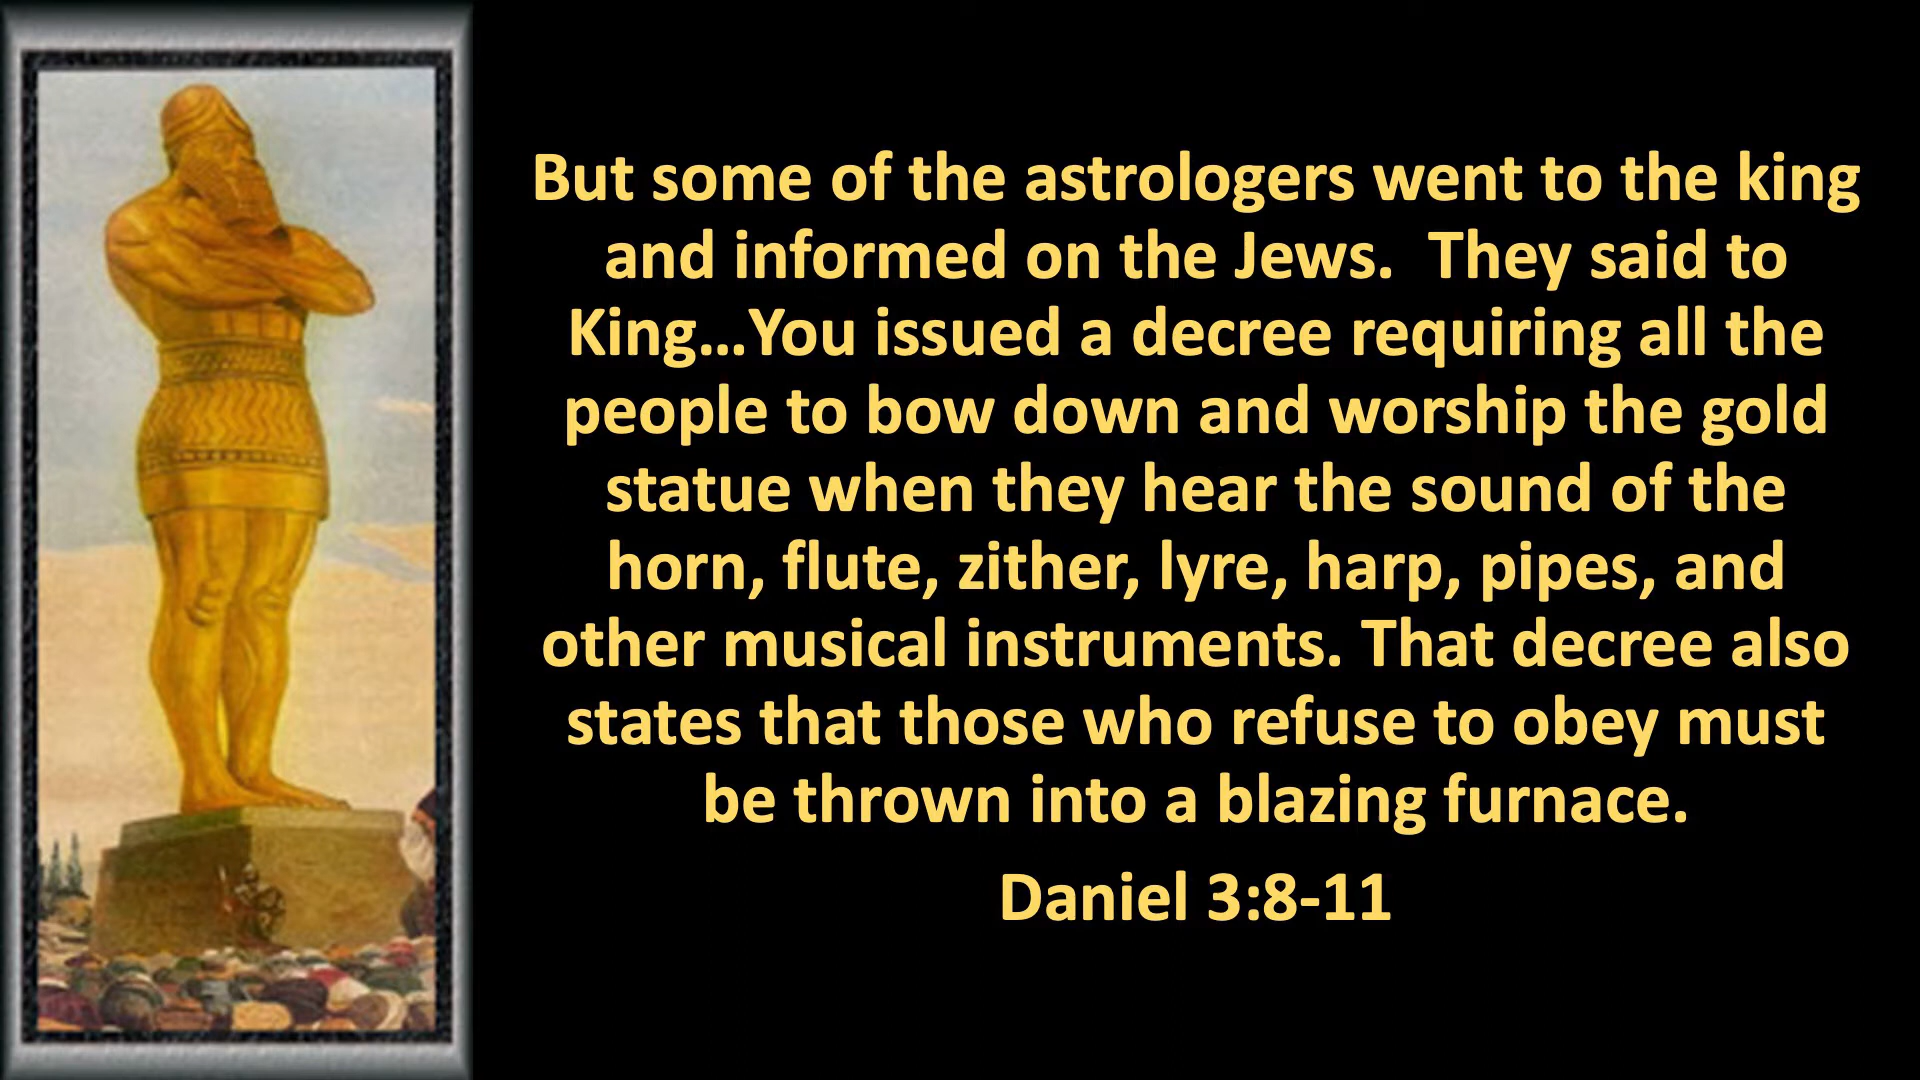 But some of the astrologers went to the king
and informed on the Jews.  They said to
King...You issued a decree requiring all the
people to bow down and worship the gold
statue when they hear the sound of the
horn, flute, zither, lyre, harp, pipes, and
other musical instruments. That decree also
states that those who refuse to obey must
be thrown into a blazing furnace.
Daniel 3:8-11